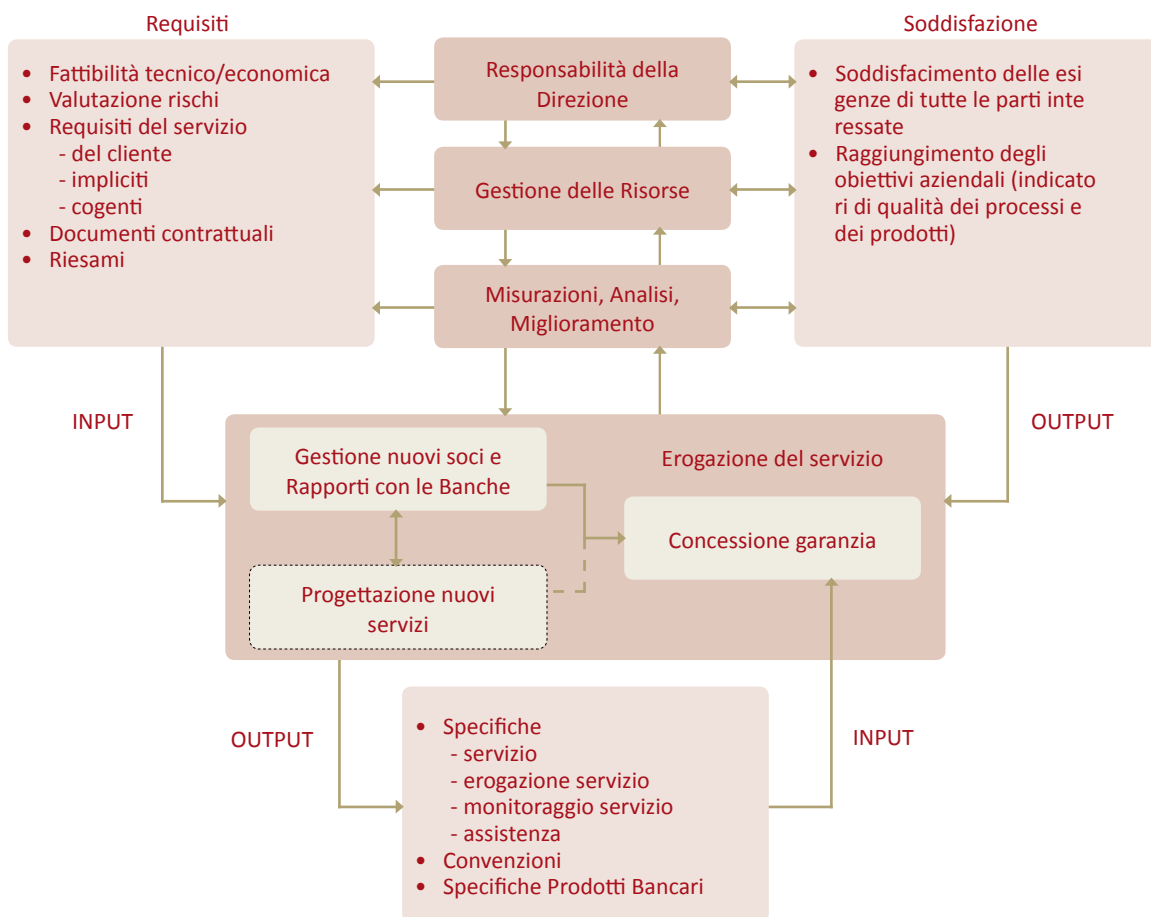 Requisiti
• Fattibilità tecnico/economica
• Valutazione rischi
• Requisiti del servizio
- del cliente
- impliciti
- cogenti
• Documenti contrattuali
• Riesami
Responsabilità della
Direzione
Gestione delle Risorse
Misurazioni, Analisi,
Miglioramento
Soddisfazione
• Soddisfacimento delle esi
genze di tutte le parti inte
ressate
• Raggiungimento degli
obiettivi aziendali (indicato
ri di qualità dei processi e
dei prodotti)
INPUT
OUTPUT
Gestione nuovi soci e
Rapporti con le Banche
Erogazione del servizio
Concessione garanzia
Progettazione nuovi
servizi
OUTPUT
INPUT
• Specifiche
- servizio
- erogazione servizio
- monitoraggio servizio
- assistenza
• Convenzioni
• Specifiche Prodotti Bancari